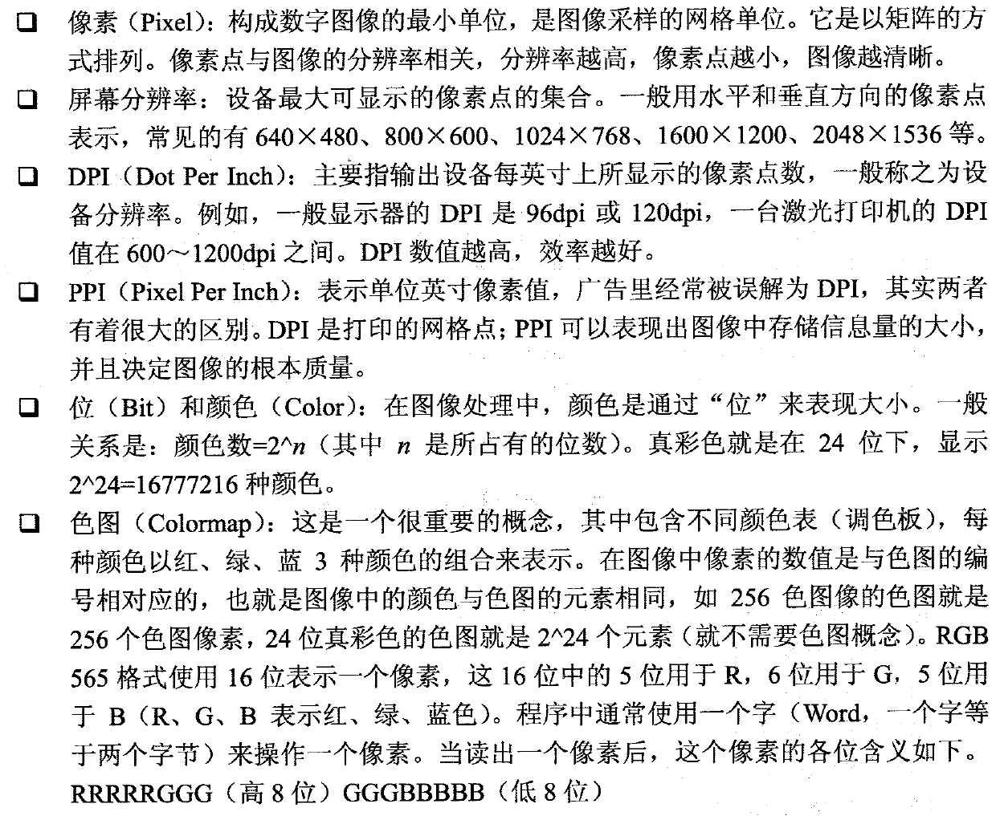 ❑ 像素（Pixel）：构成数字图像的最小单位，是图像采样的网格单位。它是以矩阵的方
式排列。像素点与图像的分辨率相关，分辨率越高，像素点越小，图像越清晰。
❑ 屏幕分辨率：设备最大可显示的像素点的集合。一般用水平和垂直方向的像素点
表示，常见的有 640×480、800×600、1024×768、1600×1200、2048×1536 等。
❑ DPI（Dot Per Inch）：主要指输出设备每英寸上所显示的像素点数，一般称之为设
备分辨率。例如，一般显示器的 DPI 是 96dpi 或 120dpi，一台激光打印机的 DPI
值在 600～1200dpi 之间。DPI 数值越高，效率越好。
❑ PPI（Pixel Per Inch）：表示单位英寸像素值，广告里经常被误解为 DPI，其实两者
有着很大的区别。DPI 是打印的网格点；PPI 可以表现出图像中存储信息量的大小，
并且决定图像的根本质量。
❑ 位（Bit）和颜色（Color）：在图像处理中，颜色是通过“位”来表现大小。一般
关系是：颜色数=2^n（其中 n 是所占有的位数）。真彩色就是在 24 位下，显示
2^24=16777216 种颜色。
❑ 色图（Colormap）：这是一个很重要的概念，其中包含不同颜色表（调色板），每
种颜色以红、绿、蓝 3 种颜色的组合来表示。在图像中像素的数值是与色图的编
号相对应的，也就是图像中的颜色与色图的元素相同，如 256 色图像的色图就是
256 个色图像素，24 位真彩色的色图就是 2^24 个元素（就不需要色图概念）。RGB
565 格式使用 16 位表示一个像素，这 16 位中的 5 位用于 R，6 位用于 G，5 位用
于 B（R、G、B 表示红、绿、蓝色）。程序中通常使用一个字（Word，一个字等
于两个字节）来操作一个像素。当读出一个像素后，这个像素的各位含义如下。
RRRRRGGG（高 8 位）GGGBBBBB（低 8 位）